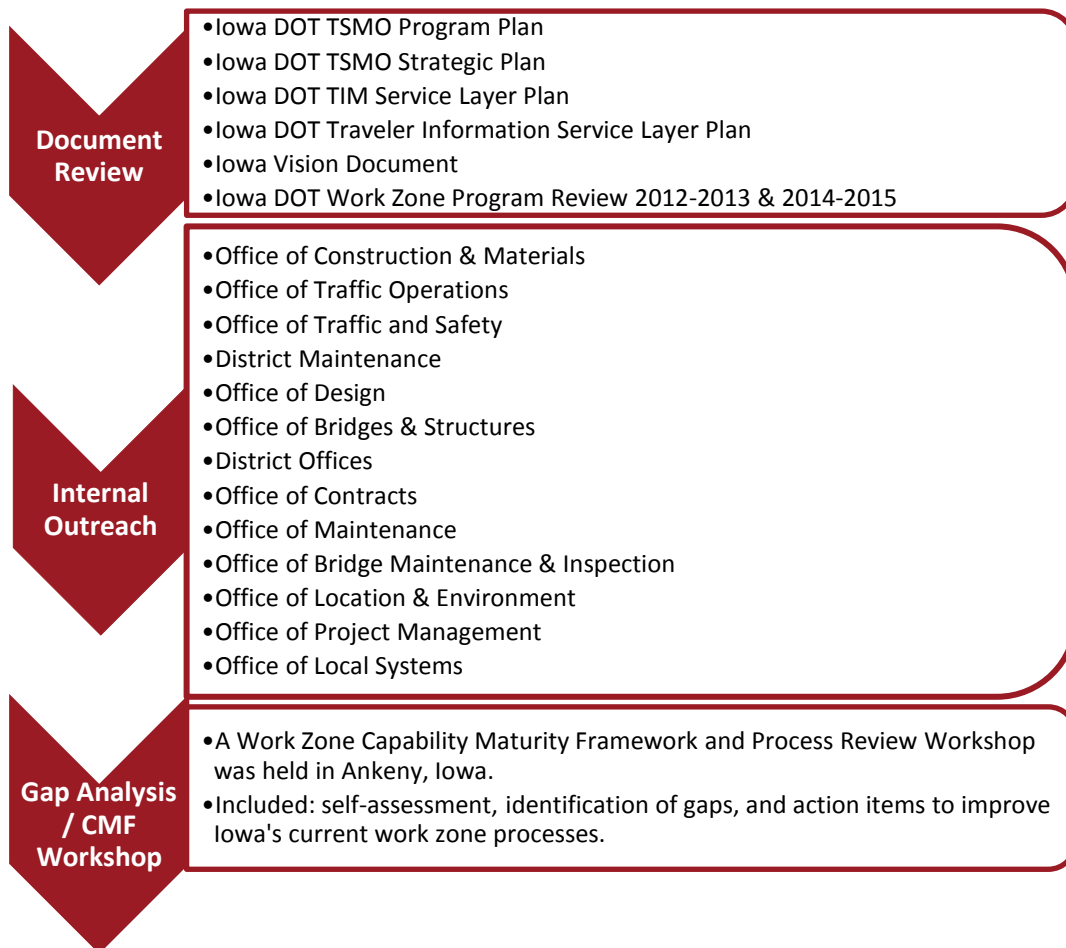 Document
Review
•Iowa DOT TSMO Program Plan
•Iowa DOT TSMO Strategic Plan
•Iowa DOT TIM Service Layer Plan
•Iowa DOT Traveler Information Service Layer Plan
•Iowa Vision Document
•Iowa DOT Work Zone Program Review 2012-2013 & 2014-2015
Internal
Outreach
•Office of Construction & Materials
•Office of Traffic Operations
•Office of Traffic and Safety
•District Maintenance
•Office of Design
•Office of Bridges & Structures
•District Offices
•Office of Contracts
•Office of Maintenance
•Office of Bridge Maintenance & Inspection
•Office of Location & Environment
•Office of Project Management
•Office of Local Systems
Gap Analysis
/ CMF
Workshop
•A Work Zone Capability Maturity Framework and Process Review Workshop
was held in Ankeny, Iowa.
•Included: self-assessment, identification of gaps, and action items to improve
Iowa's current work zone processes.